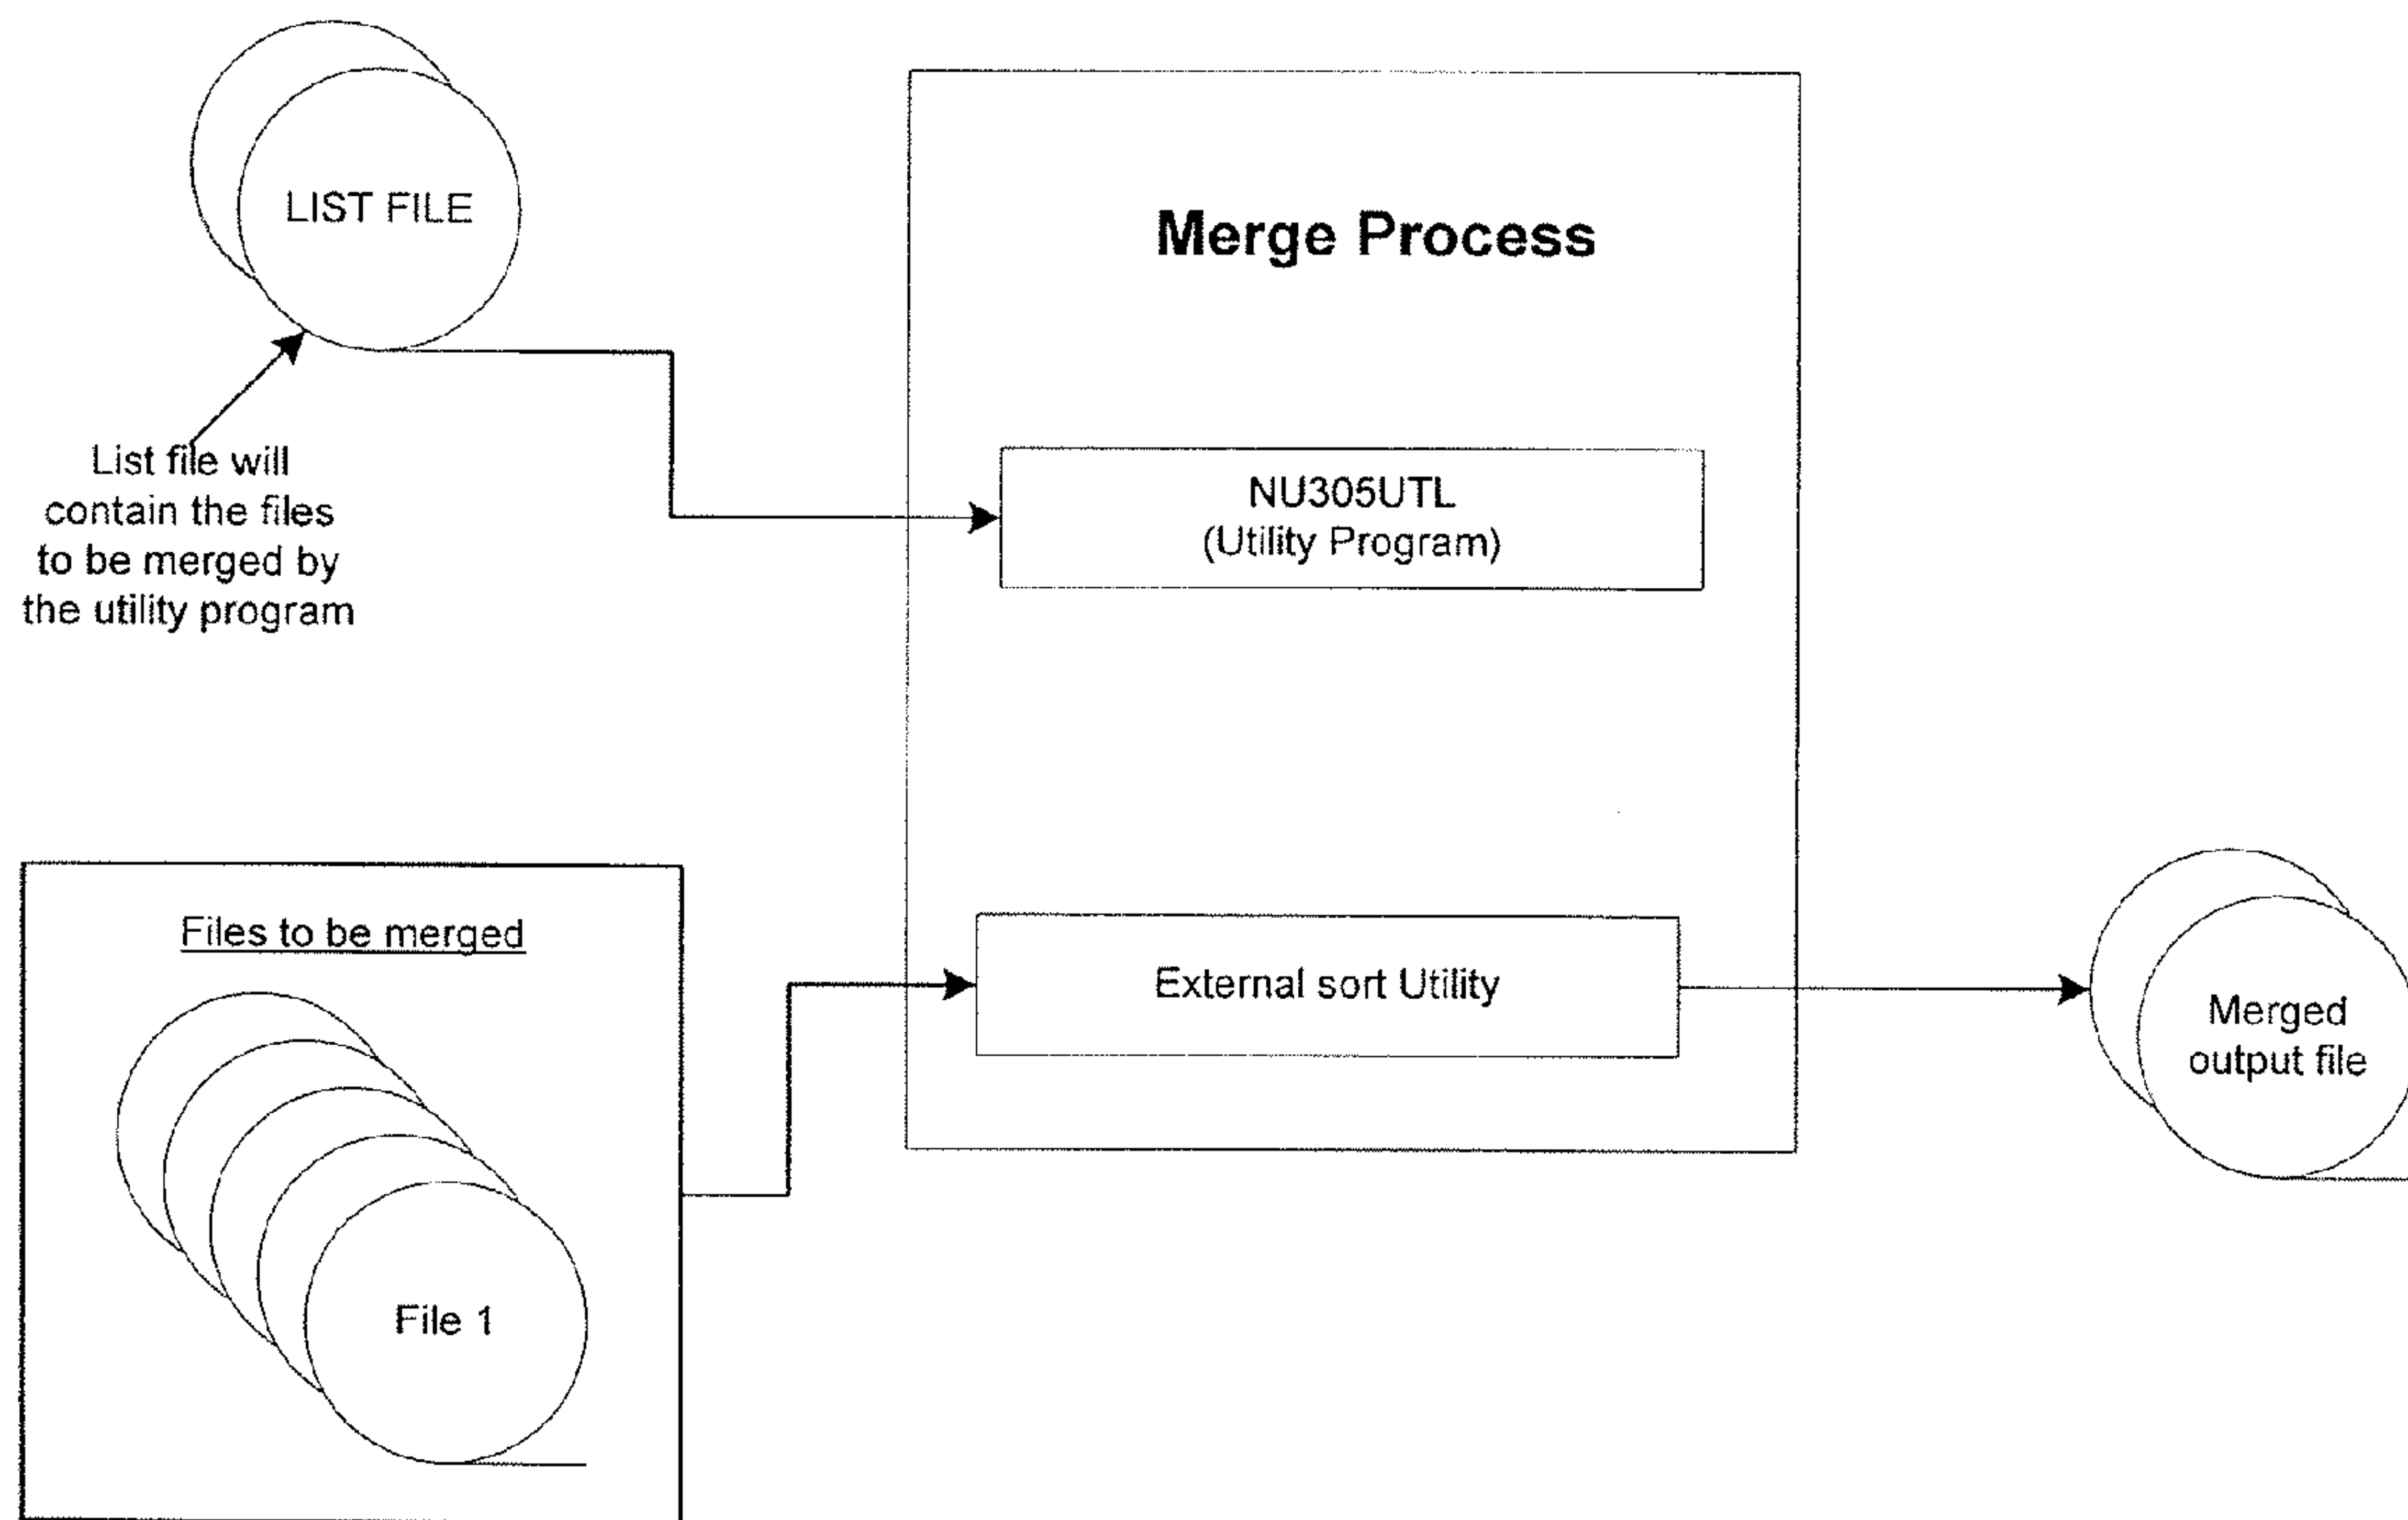 LIST FILE
Merge Process
List file will
contain the files
to be merged by
the utility program
NU305UTL
(Utility Program)
Files to be merged
External sort Utility
Merged
output file
File 1